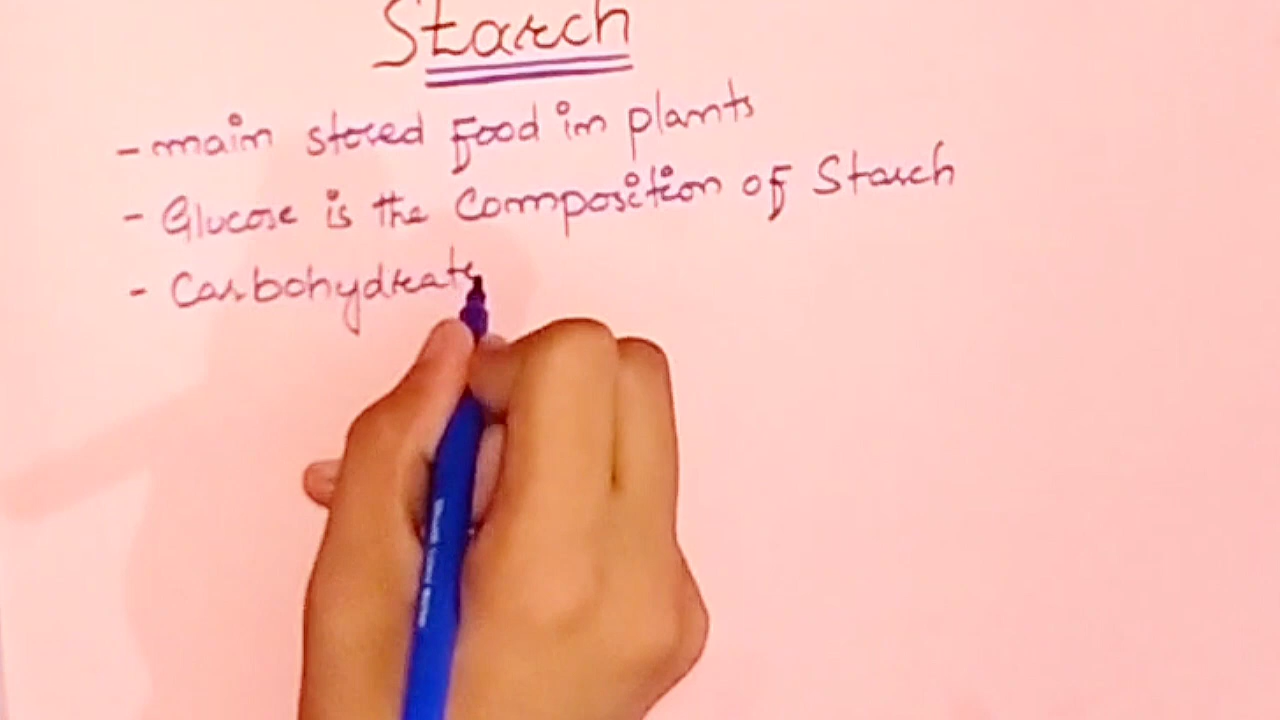 Starch
- main stored food in plants
- Glucose is the Composition of Starch
- Carbohydrate